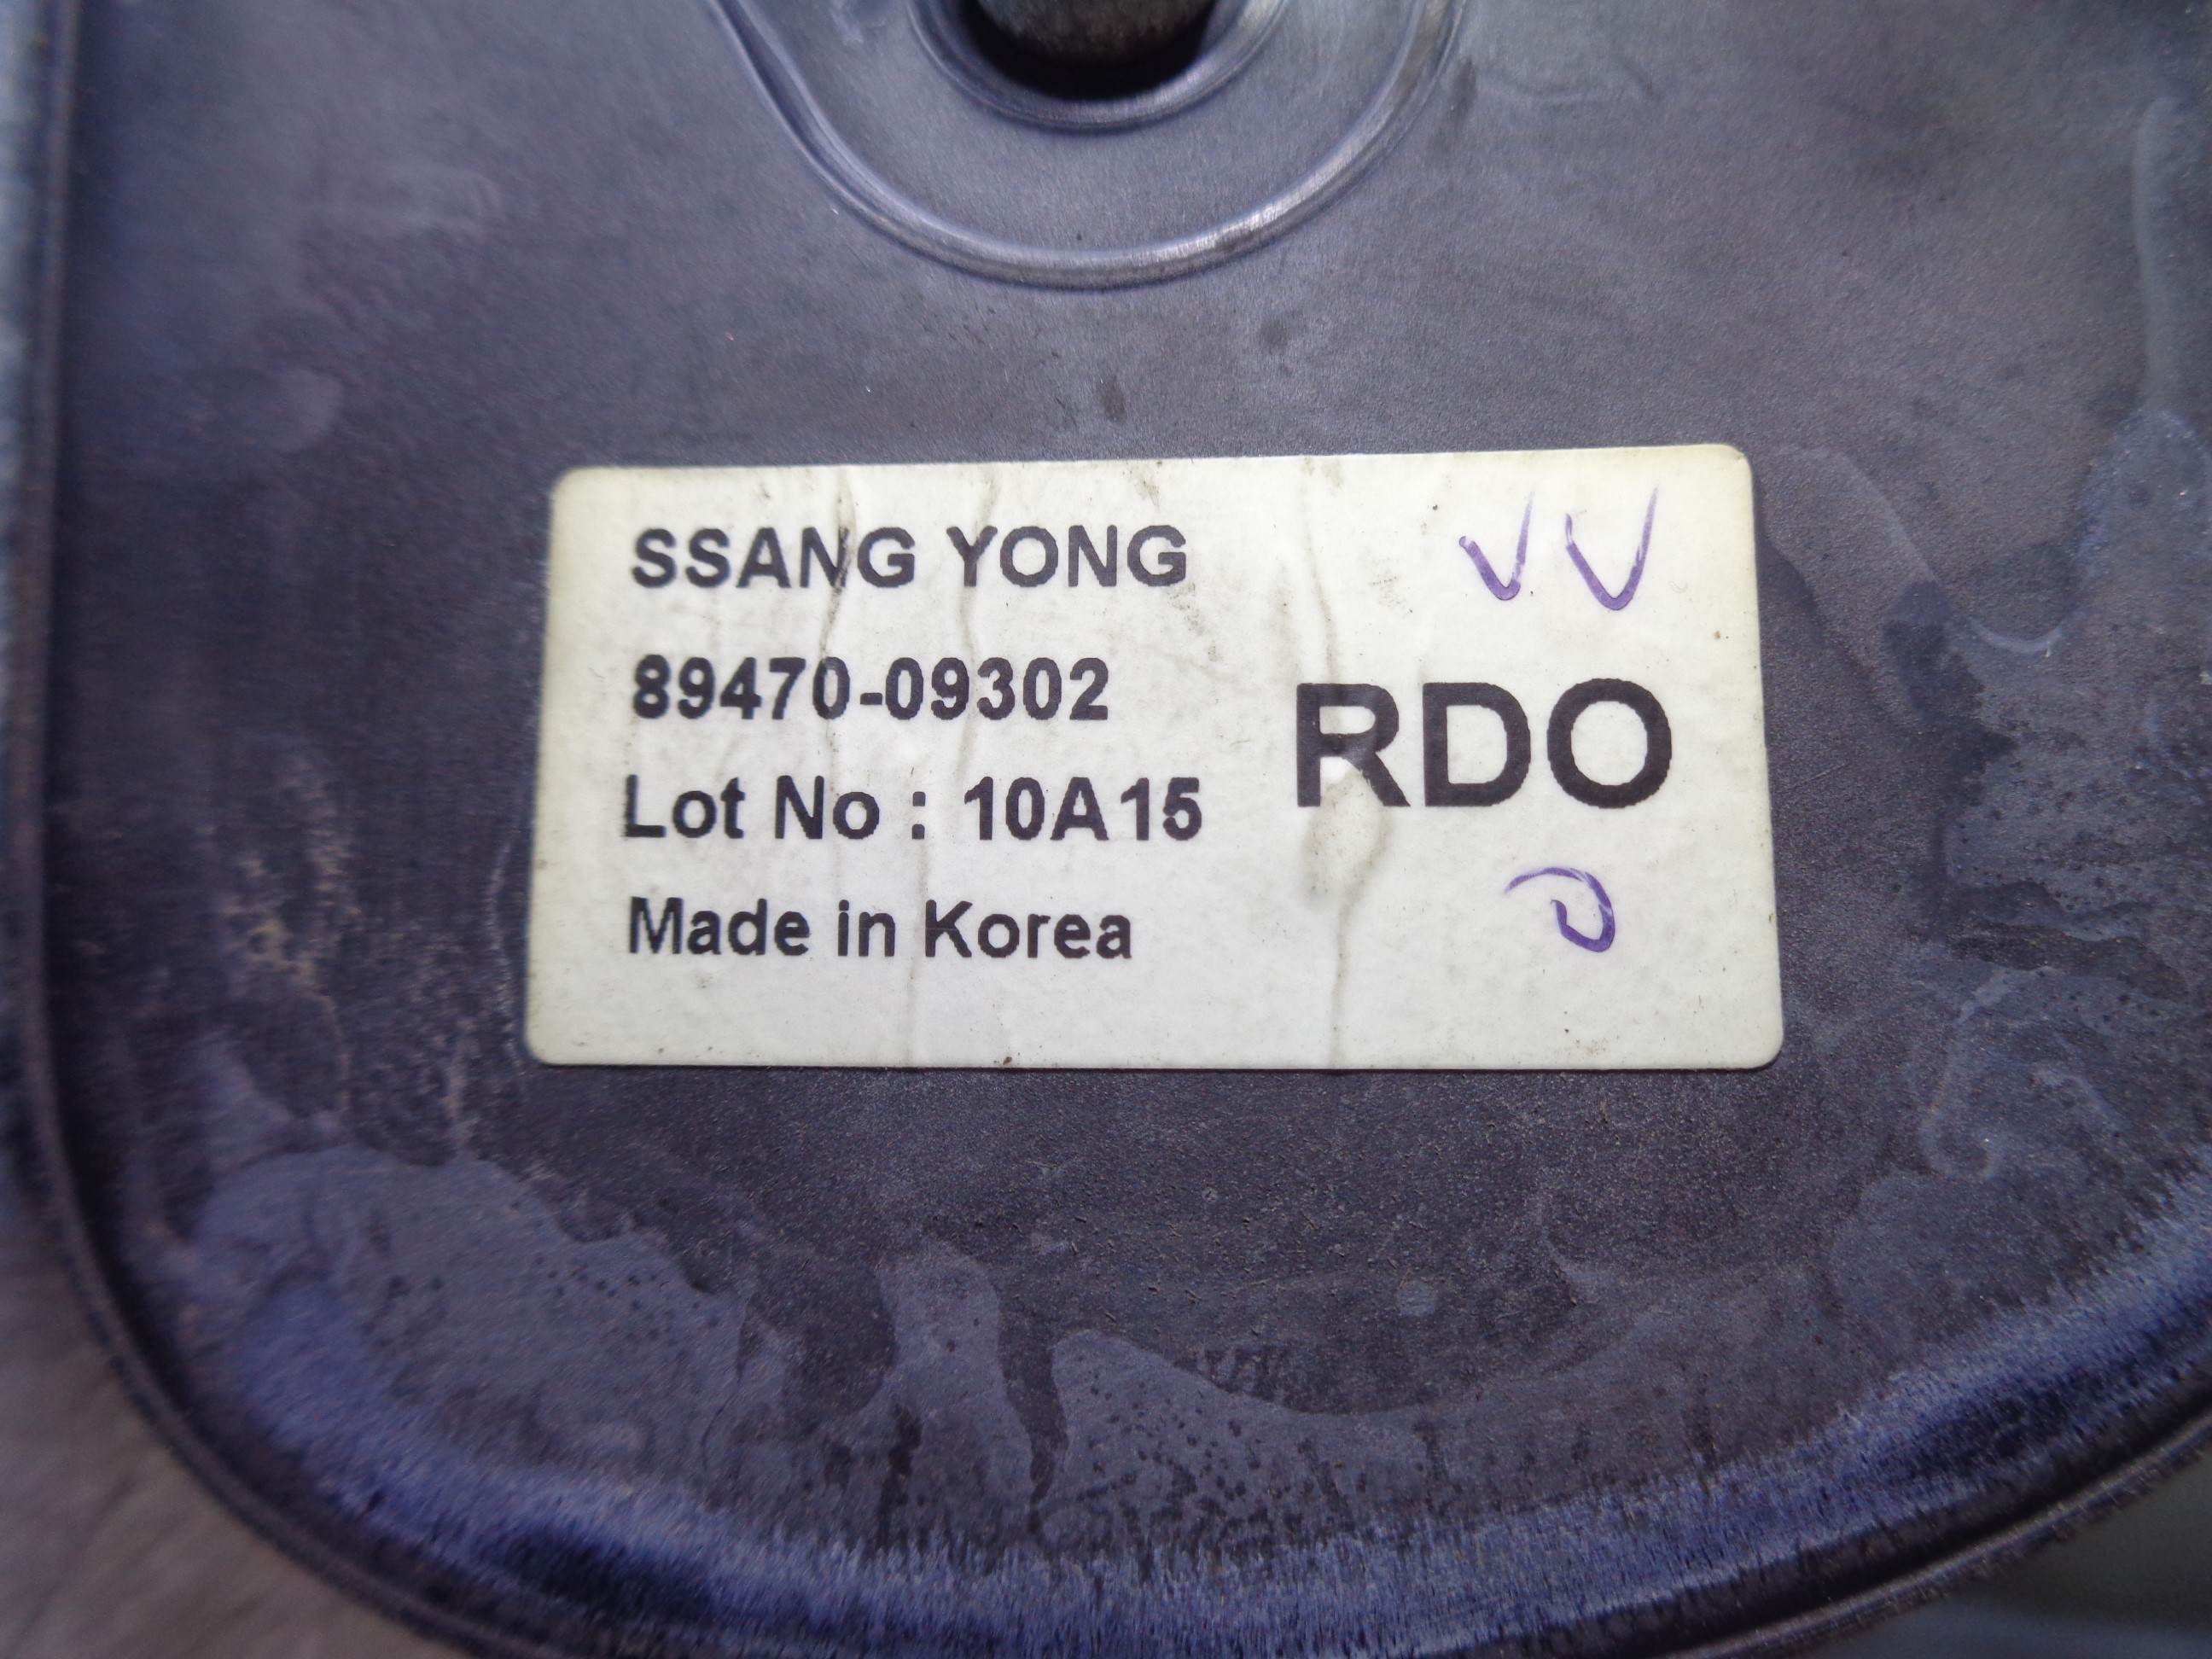 SSANG YONG
89470-09302
RDO
Lot No : 10A15
Made in Korea